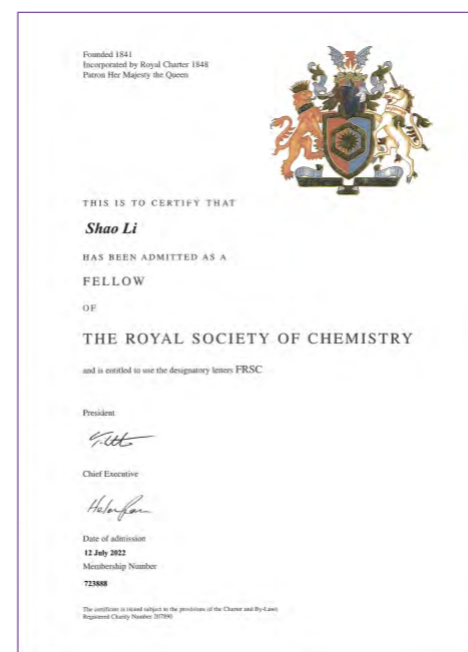 Founded 1841
Incorporated by Royal Charter 1848
Patron Her Majesty the Queen
THIS IS TO CERTIFY THAT
Shao Li
HAS BEEN ADMITTED AS A
FELLOW
OF
THE ROYAL SOCIETY OF CHEMISTRY
and is entitled to use the designatory letters FRSC
President
Chief Executive
Date of admission
12 July 2022
Membership Number
723888
The certificate is issued subject to the provisions of the Charter and By-Laws
Registered Charity Number 207890